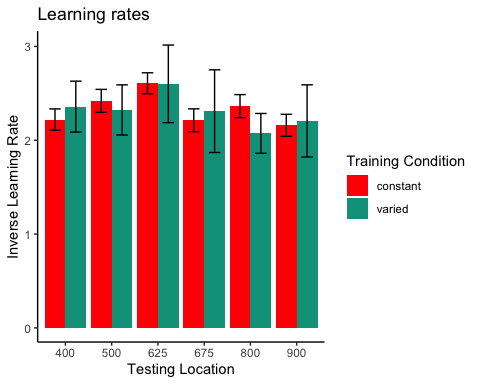 Learning rates
3
2
1
0
Inverse Learning Rate
400 500 625 675 800 900
Testing Location
Training Condition
constant
varied